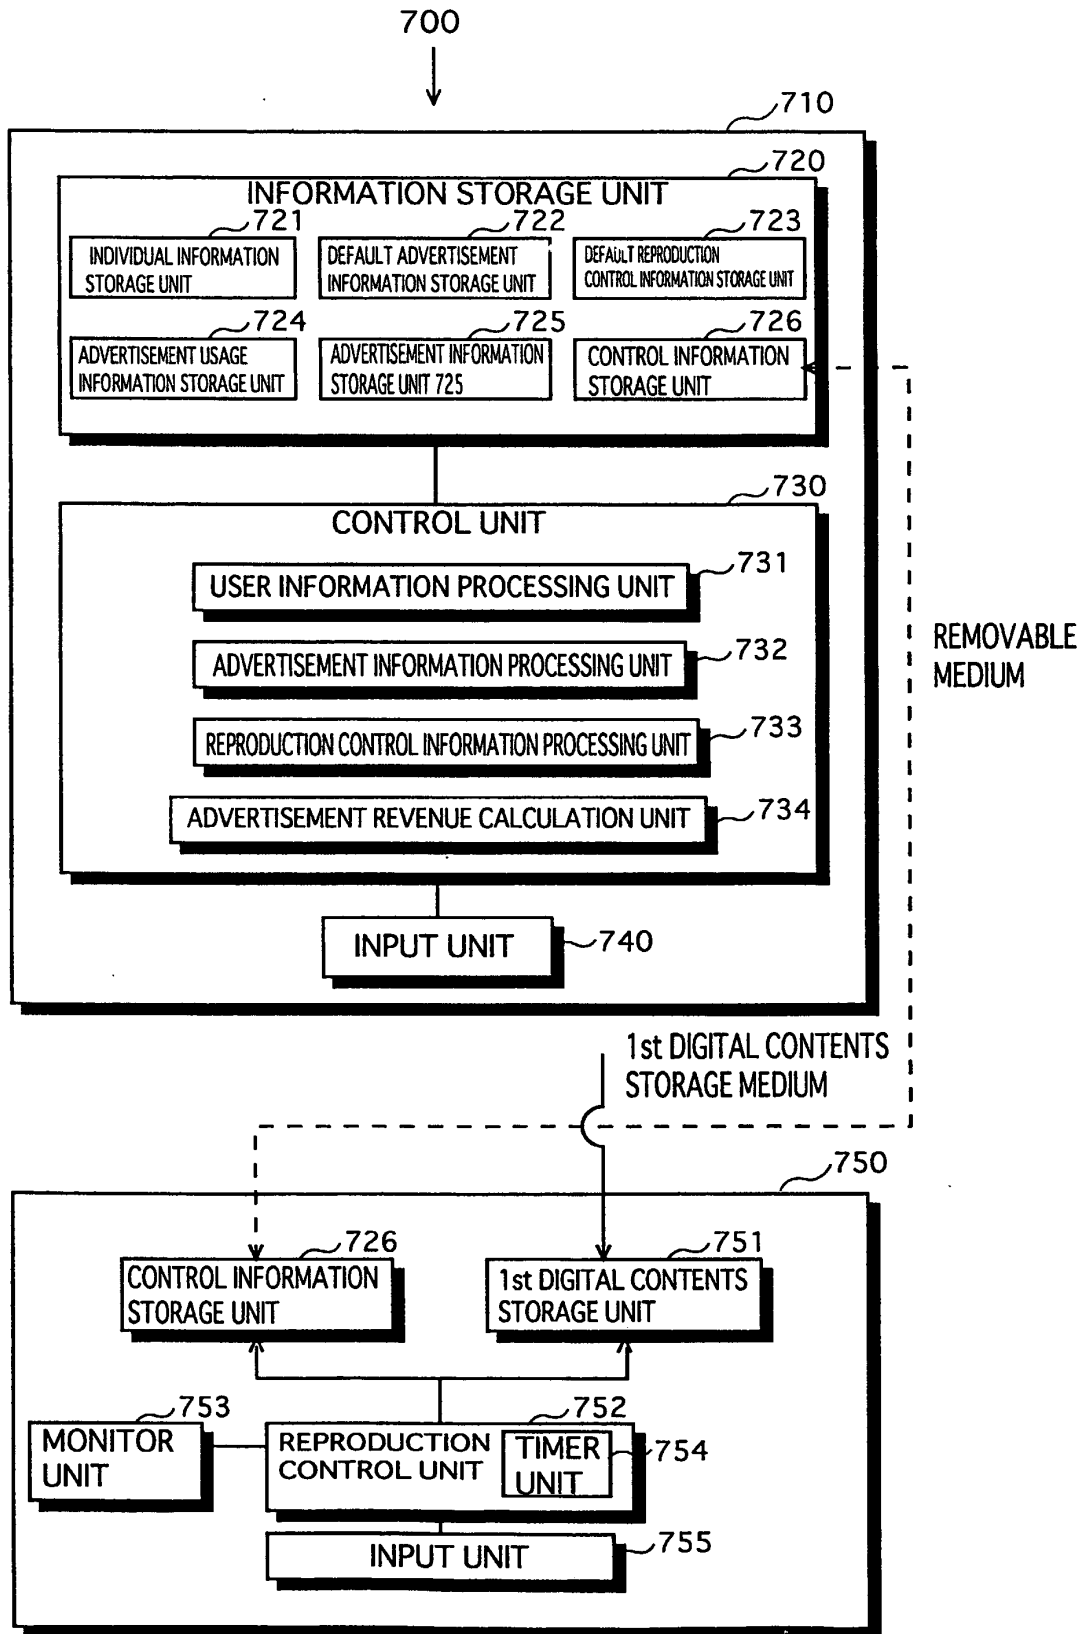 700
710
720
INFORMATION STORAGE UNIT
721
722
723
INDIVIDUAL INFORMATION
STORAGE UNIT
DEFAULT ADVERTISEMENT
INFORMATION STORAGE UNIT
DEFAULT REPRODUCTION
CONTROL INFORMATION STORAGE UNIT
724
725
726
ADVERTISEMENT USAGE
INFORMATION STORAGE UNIT
ADVERTISEMENT INFORMATION
STORAGE UNIT 725
CONTROL INFORMATION
STORAGE UNIT
730
CONTROL UNIT
731
USER INFORMATION PROCESSING UNIT
732
ADVERTISEMENT INFORMATION PROCESSING UNIT
733
REPRODUCTION CONTROL INFORMATION PROCESSING UNIT
734
ADVERTISEMENT REVENUE CALCULATION UNIT
REMOVABLE
MEDIUM
INPUT UNIT
740
1st DIGITAL CONTENTS
STORAGE MEDIUM
750
726
CONTROL INFORMATION
STORAGE UNIT
751
1st DIGITAL CONTENTS
STORAGE UNIT
753
MONITOR
UNIT
752
REPRODUCTION
CONTROL UNIT
TIMER
UNIT
754
INPUT UNIT
755